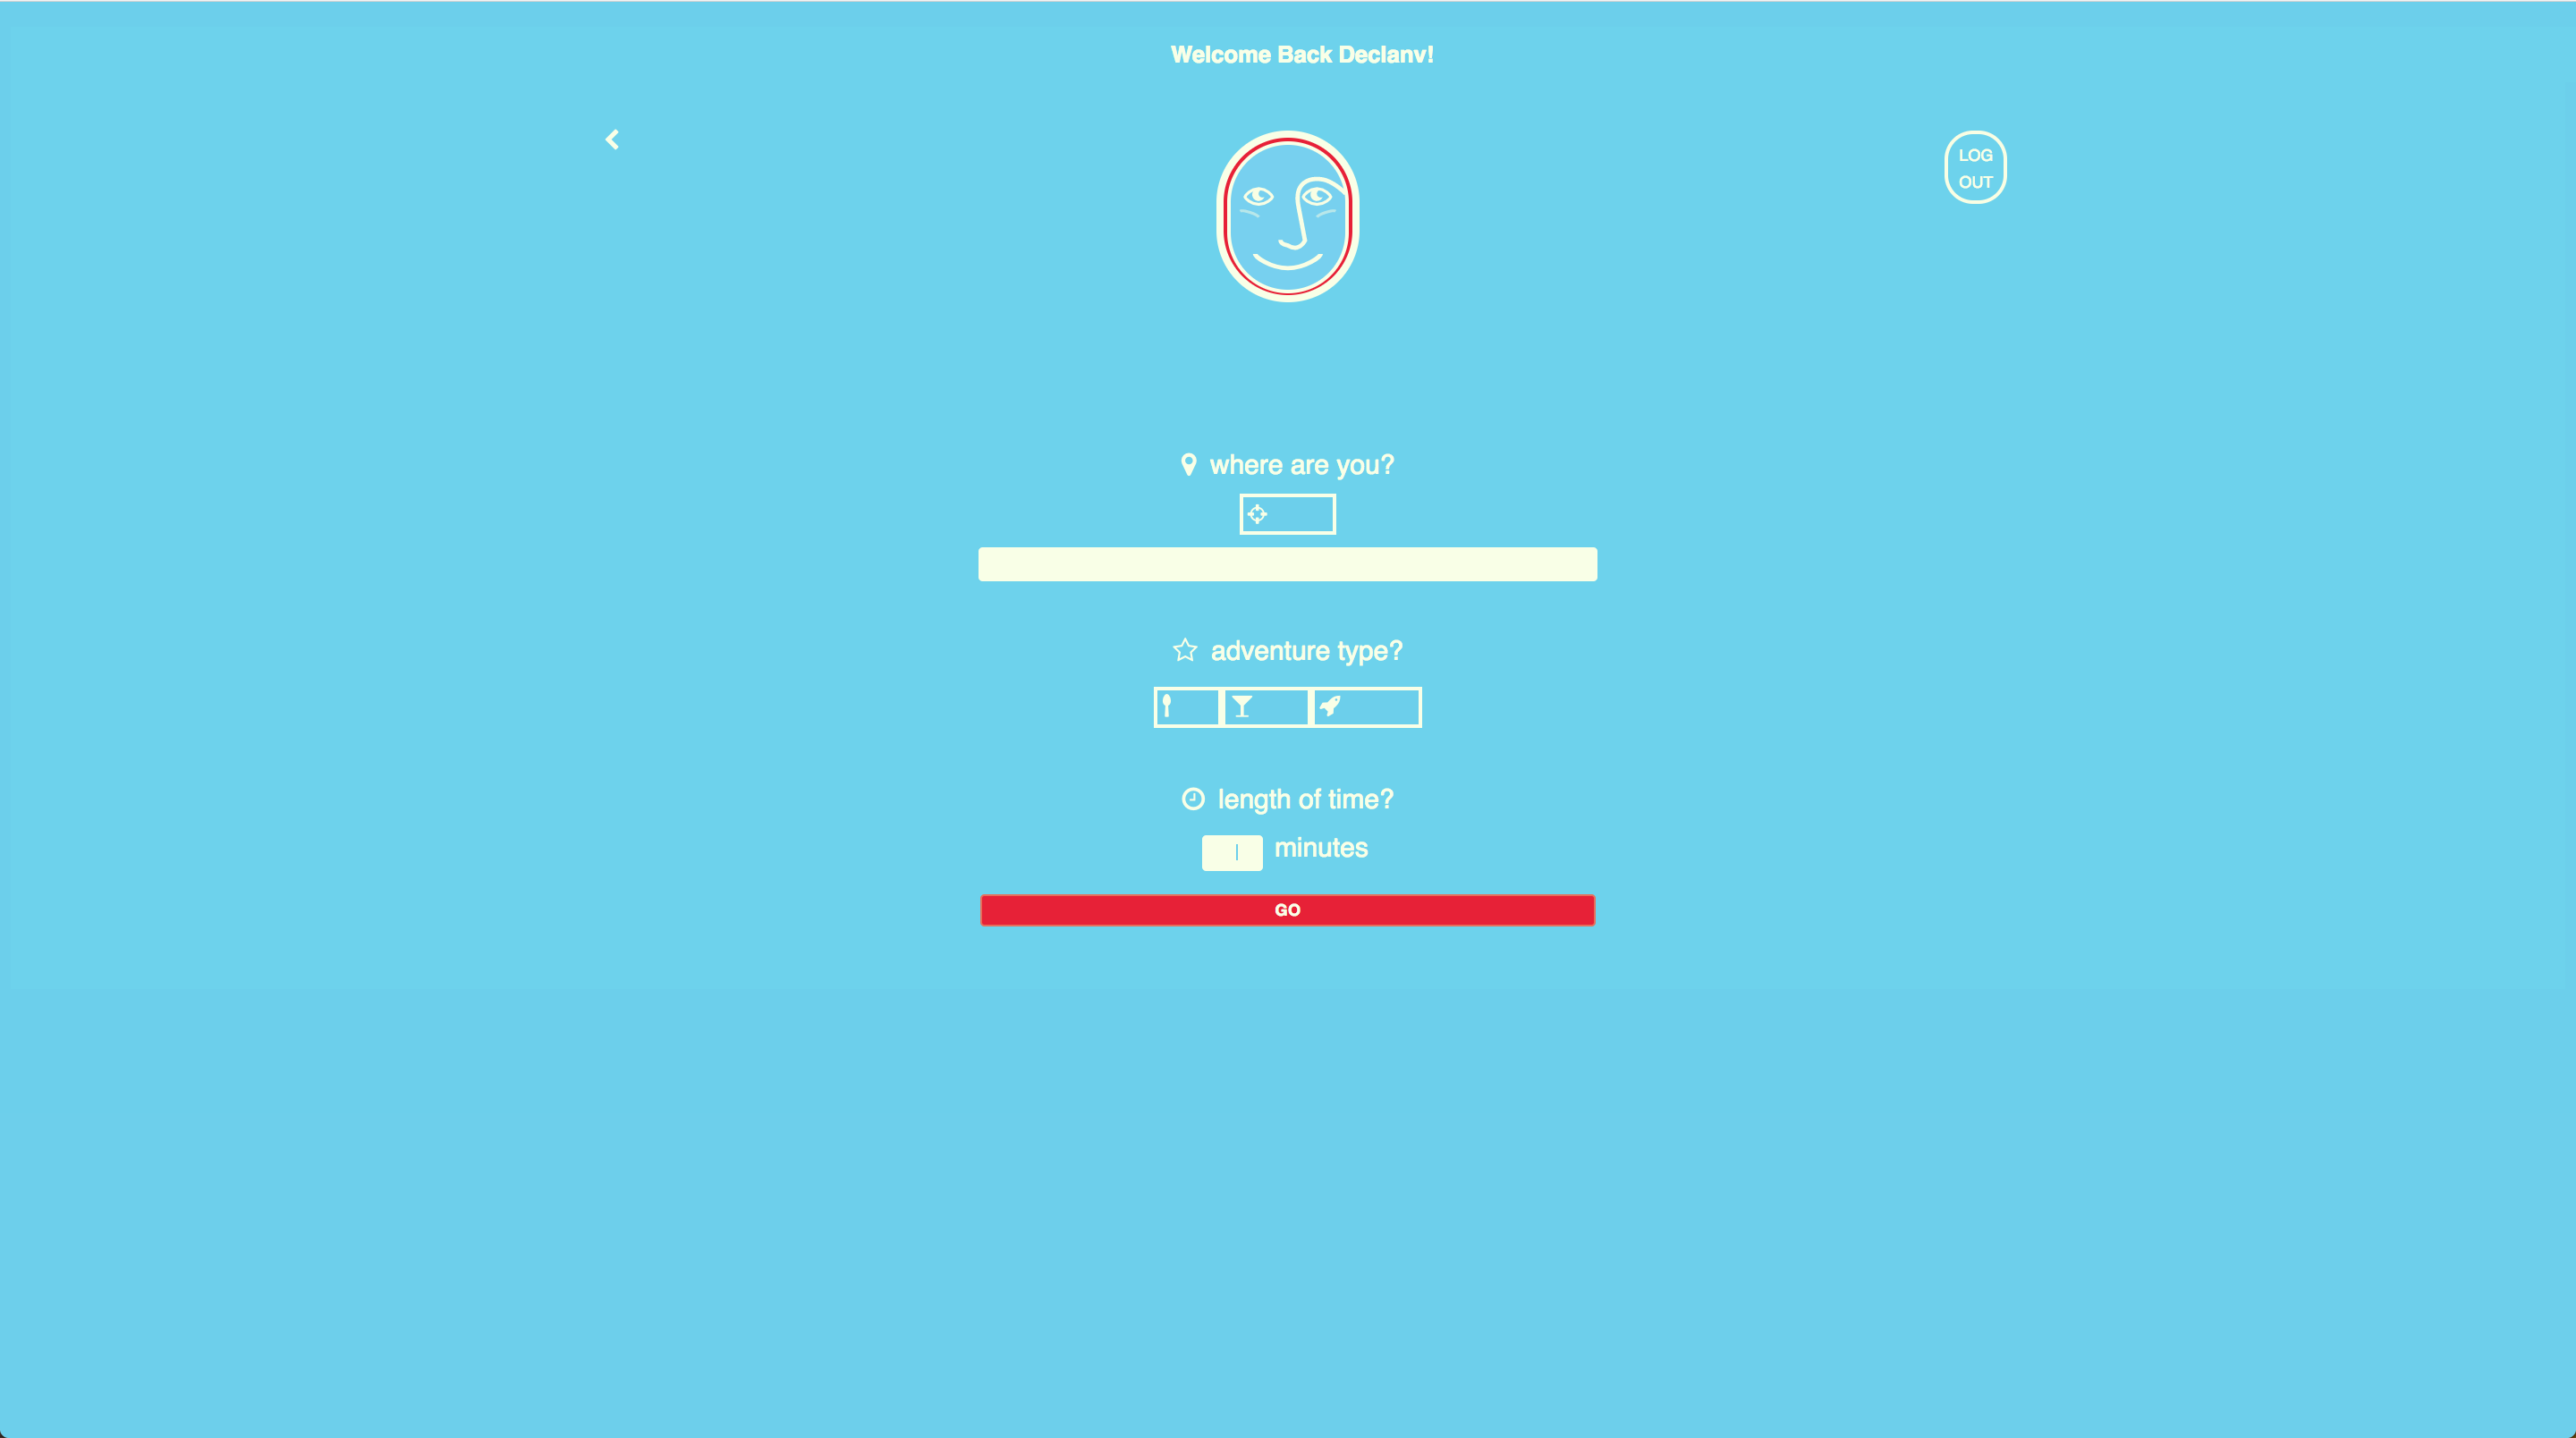 Welcome Back Declanv!
LOG
OUT
where are you?
adventure type?
length of time?
minutes
GO